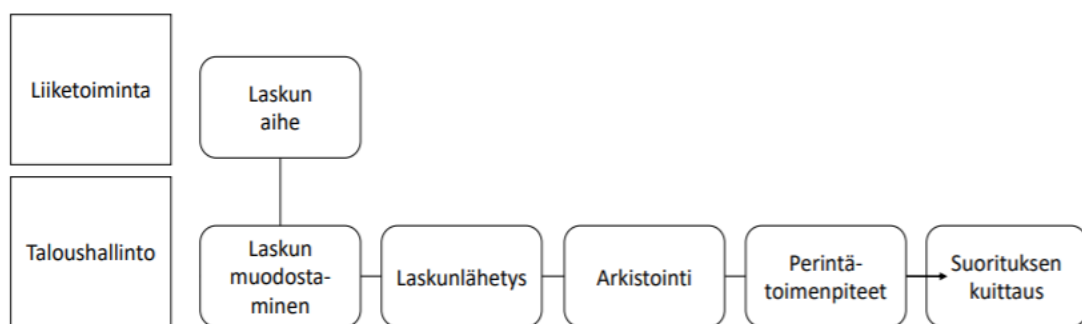 Liiketoiminta
Laskun
aihe
Taloushallinto
Laskun
muodosta-
minen
Laskunlähetys
Arkistointi
Perintä-
toimenpiteet
Suorituksen
kuittaus